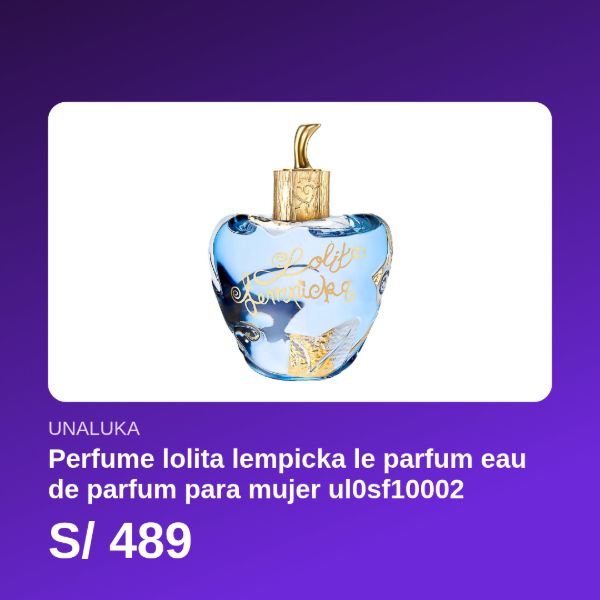 Lolita
Lempicka
UNALUKA
Perfume lolita lempicka le parfum eau
de parfum para mujer ul0sf10002
S/ 489